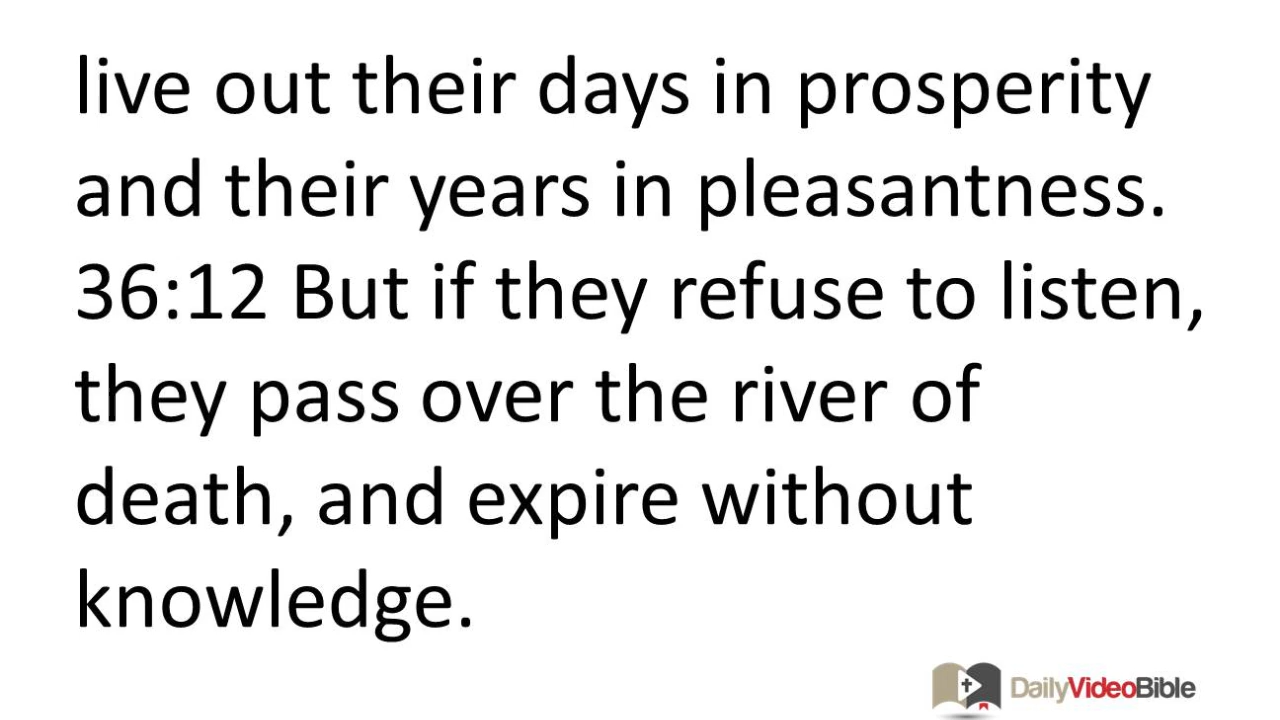 live out their days in prosperity
and their years in pleasantness.
36:12 But if they refuse to listen,
they pass over the river of
death, and expire without
knowledge.
DailyVideoBible